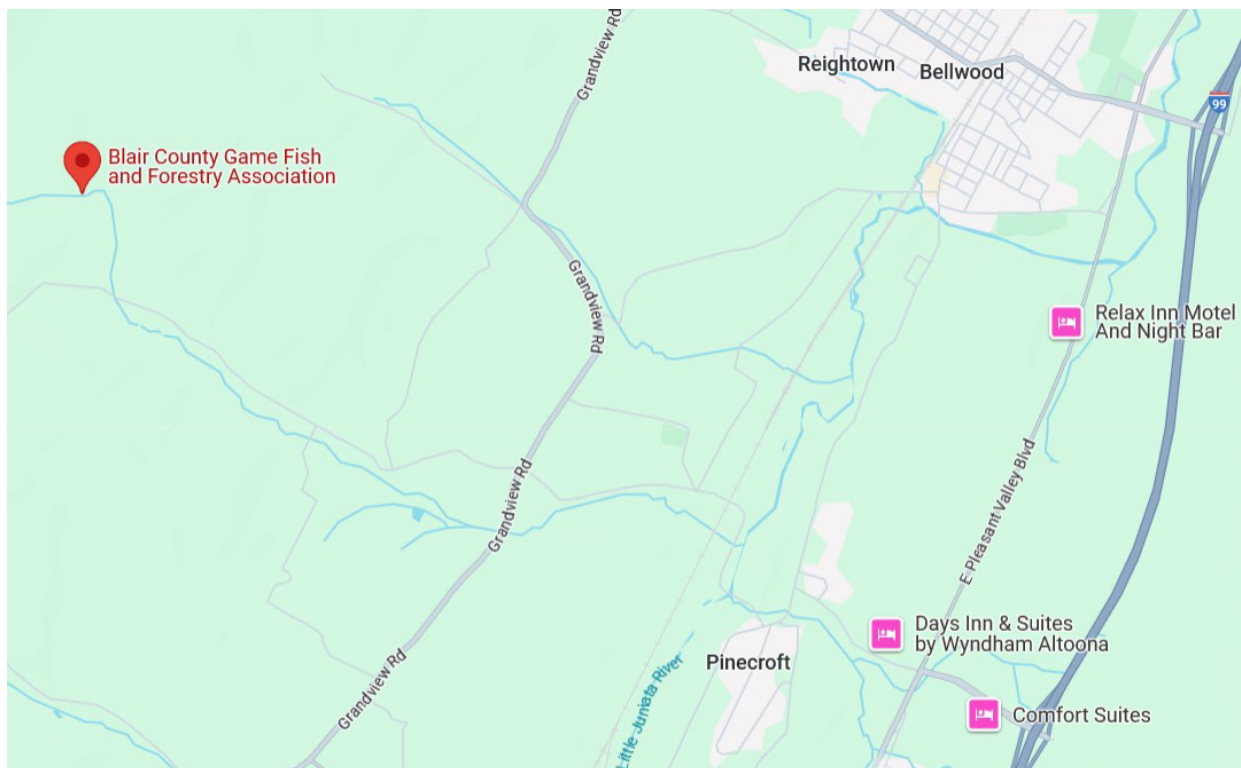 Grandview Rd
Reightown
Bellwood
99
Blair County Game Fish
and Forestry Association
Grandview Rd
Relax Inn Motel
And Night Bar
Grandview Rd
E Pleasant Valley Blvd
Days Inn & Suites
by Wyndham Altoona
Pinecroft
Grandview Rd
Little Juniata River
Comfort Suites